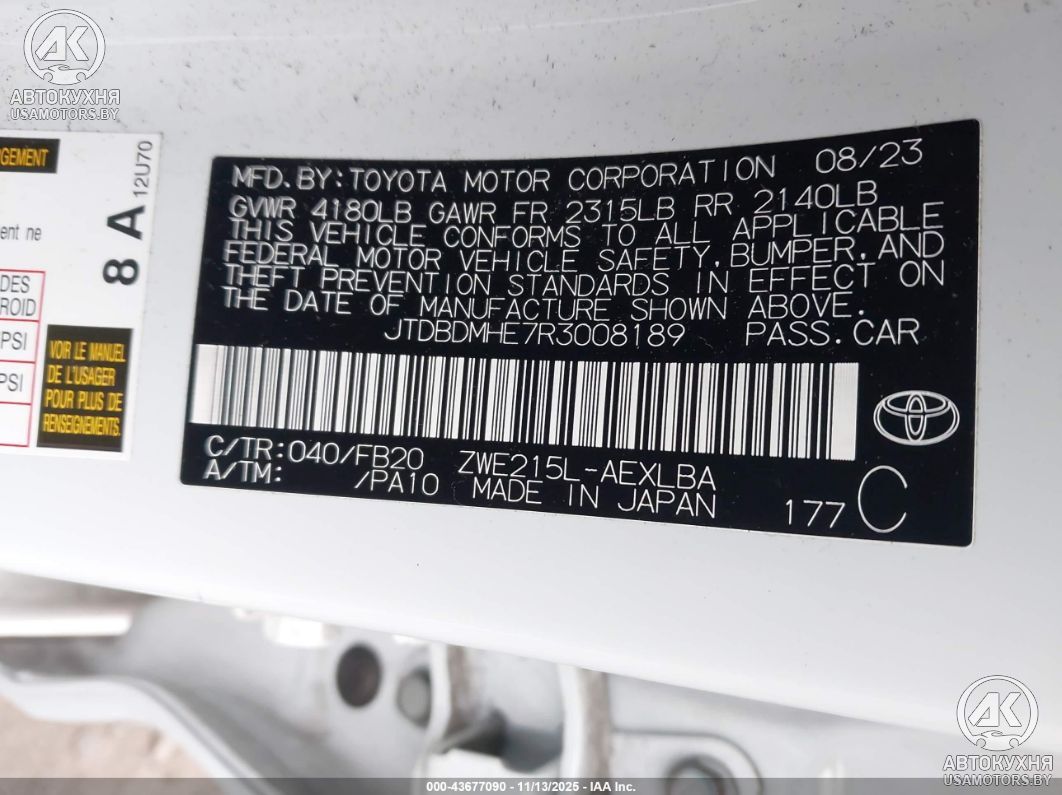 AK
АВТОКУХНЯ
USAMOTORS.BY
GEMENT
ent ne
DES
ROID
PSI
PSI
8 A
12U70
VOIR LE MANUEL
DE L'USAGER
POUR PLUS DE
RENSEIGNEMENTS.
MFD.BY:TOYOTA MOTOR CORPORATION 08/23
GVWR 4180LB GAWR FR 2315LB RR 2140LB
THIS VEHICLE CONFORMS TO ALL APPLICABLE
FEDERAL MOTOR VEHICLE SAFETY,BUMPER,AND
THEFT PREVENTION STANDARDS IN EFFECT ON
THE DATE OF MANUFACTURE SHOWN ABOVE.
JTDBDMHE7R3008189 PASS.CAR
C/TR:040/FB20 ZWE215L-AEXLBA
A/TM: /PA10 MADE IN JAPAN
177 C
AK
АВТОКУХНЯ
USAMOTORS.BY
000-43677090 - 11/13/2025 - IAA Inc.